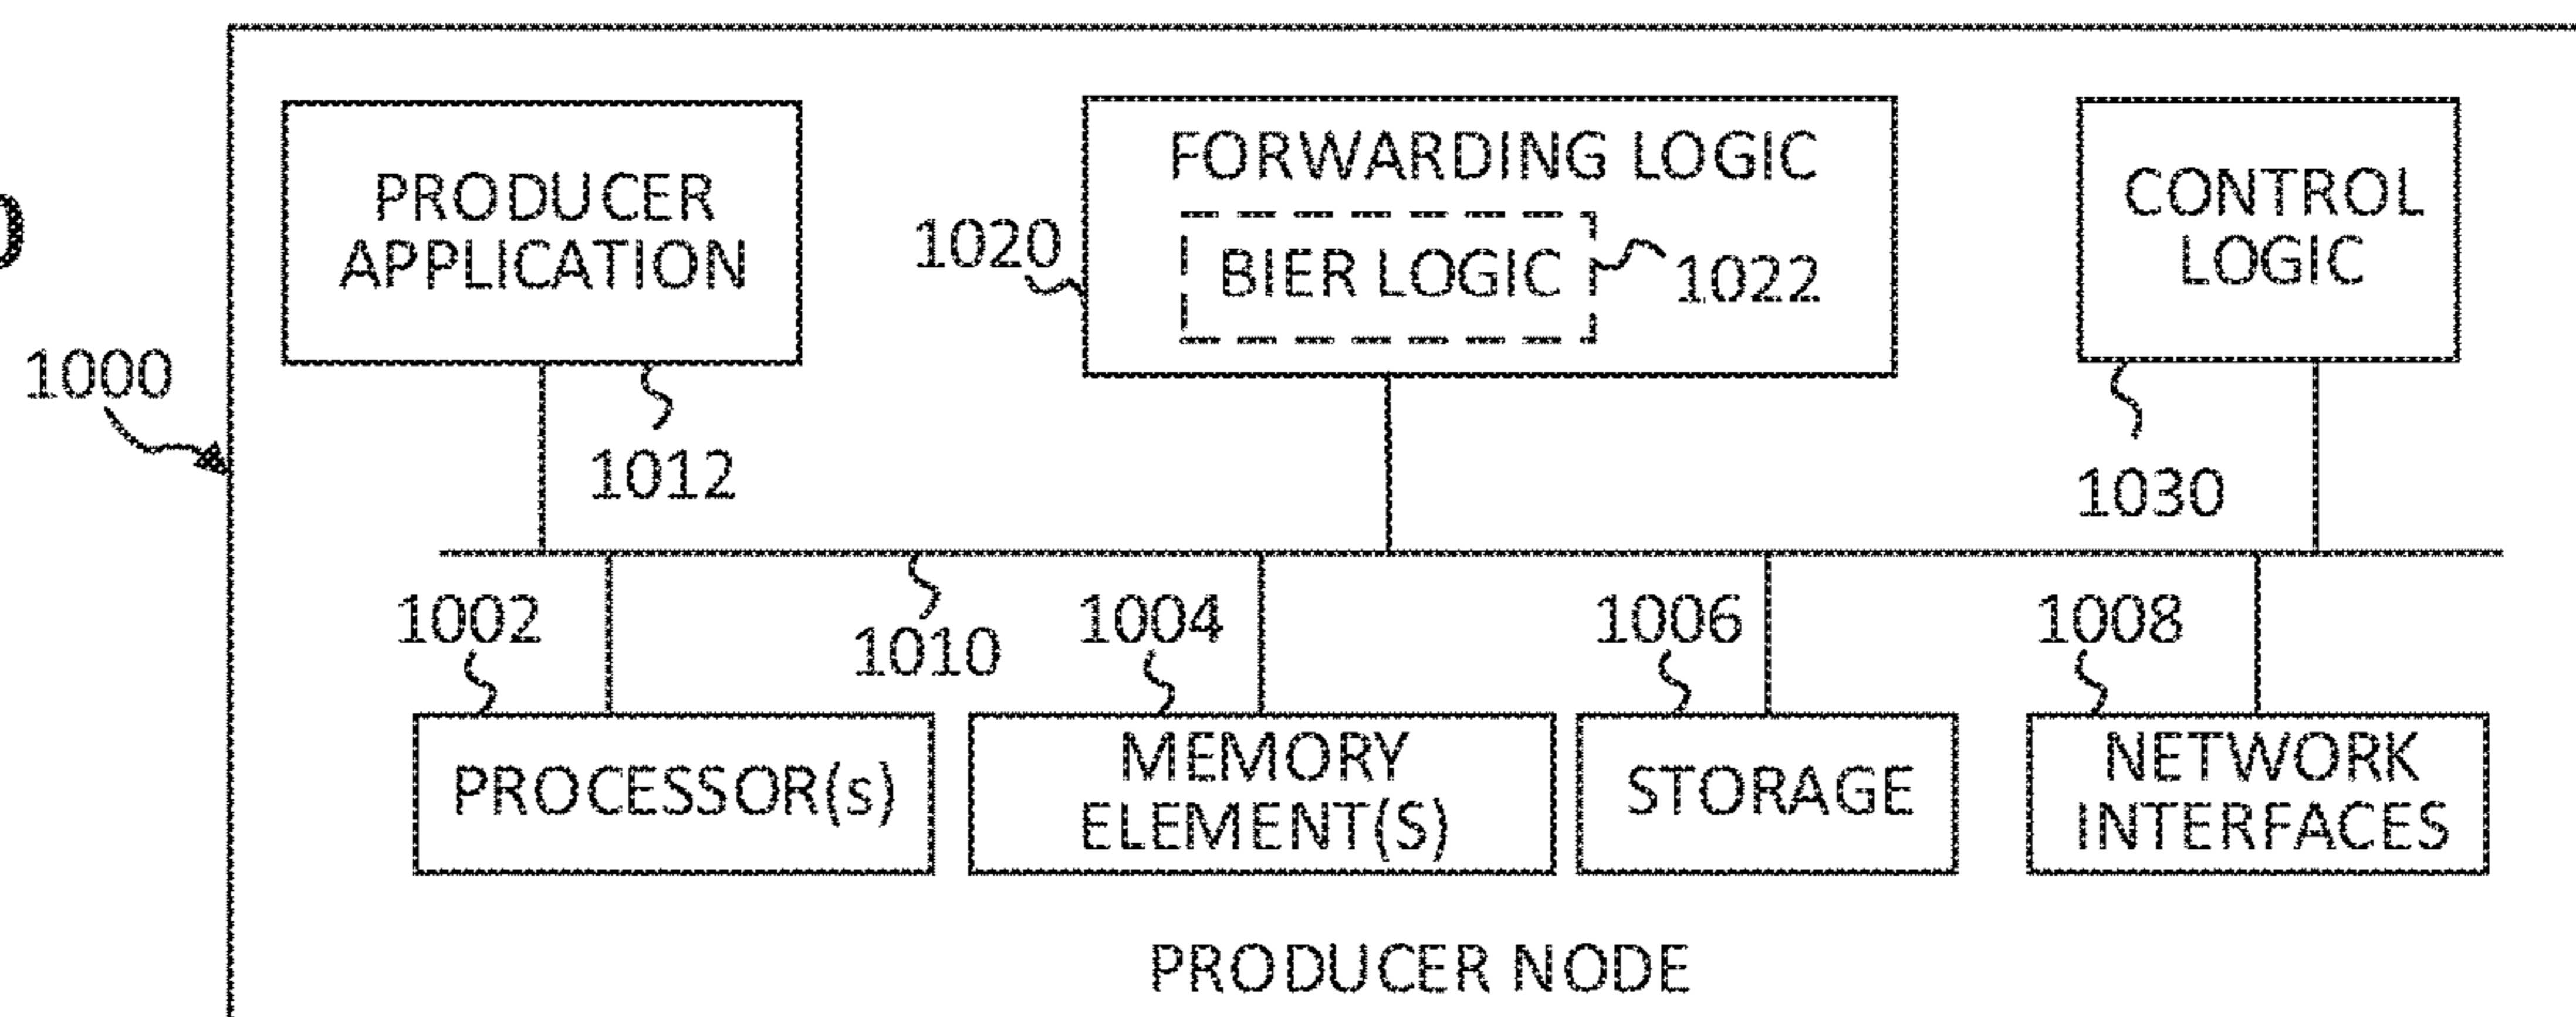 PRODUCER
APPLICATION
FORWARDING LOGIC
BIER LOGIC
1020
1022
CONTROL
LOGIC
1000
1012
1030
1002
1010
1004
1006
1008
PROCESSOR(s)
MEMORY
ELEMENT(S)
STORAGE
NETWORK
INTERFACES
PRODUCER NODE